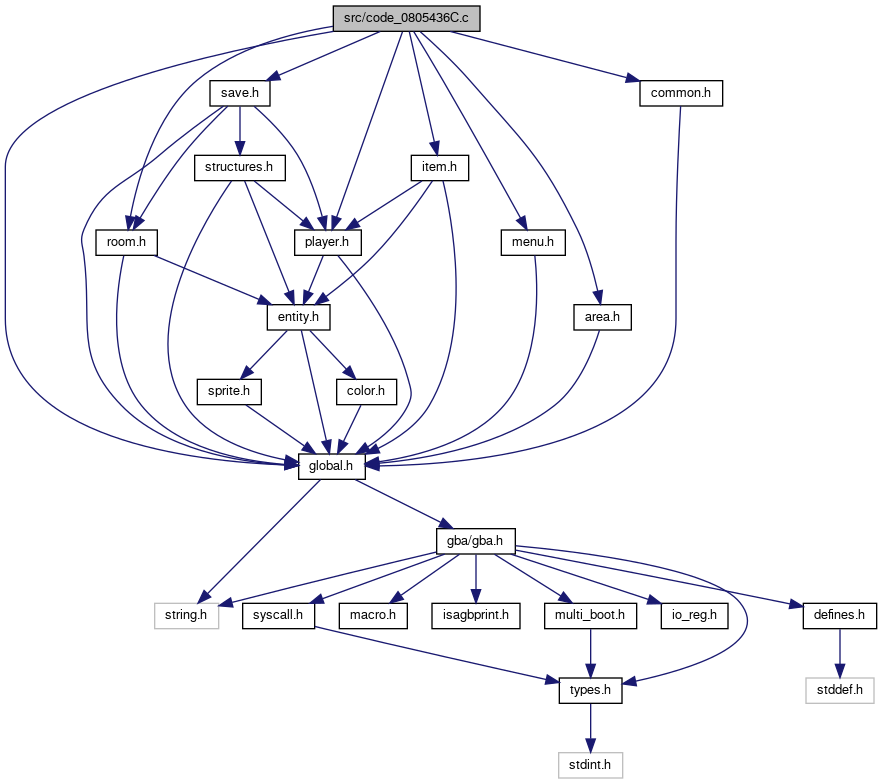 src/code_0805436C.c
save.h
common.h
structures.h
item.h
room.h
player.h
menu.h
entity.h
area.h
sprite.h
color.h
global.h
gba/gba.h
string.h
syscall.h
macro.h
isagbprint.h
multi_boot.h
io_reg.h
defines.h
types.h
stddef.h
stdint.h